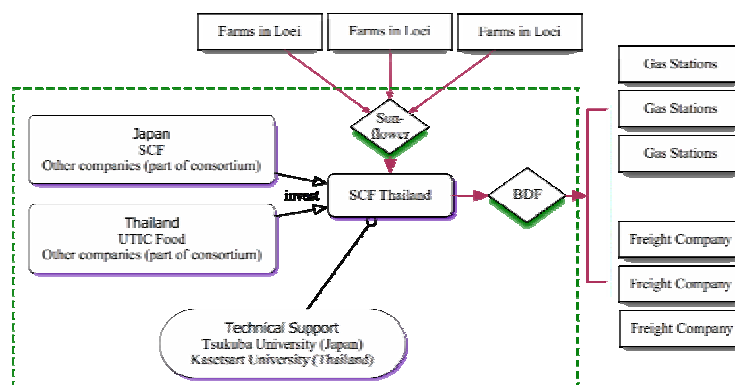 Farms in Loei
Farms in Loei
Farms in Loei
Gas Stations
Gas Stations
Gas Stations
Sun-
flower
Japan
SCF
Other companies (part of consortium)
invest
SCF Thailand
BDF
Thailand
UTIC Food
Other companies (part of consortium)
Freight Company
Freight Company
Freight Company
Technical Support
Tsukuba University (Japan)
Kasetsart University (Thailand)